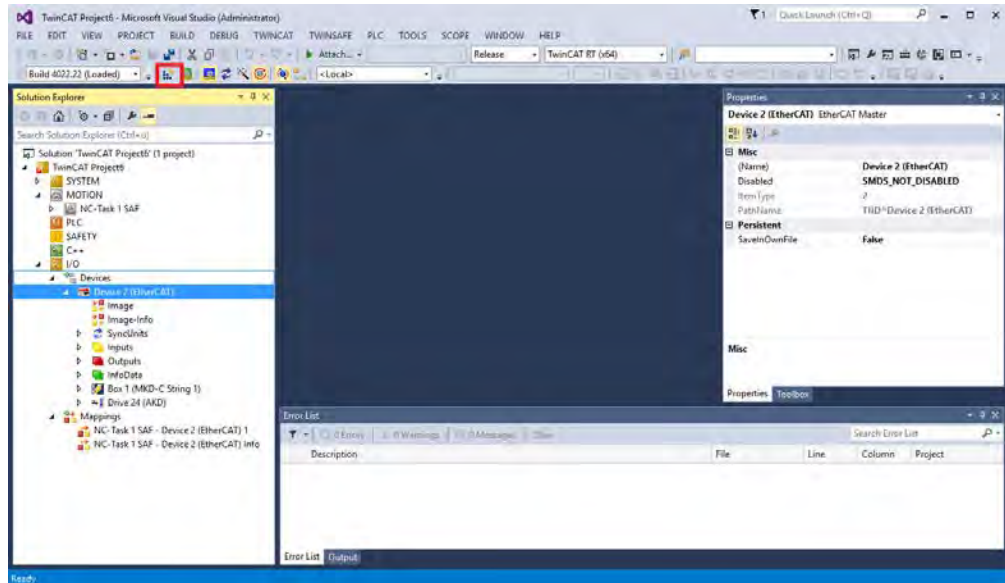 TwinCAT Project6 - Microsoft Visual Studio (Administrator)
1
Quick Launch (Ctrl+Q)
FILE EDIT VIEW PROJECT BUILD DEBUG TWINCAT TWINSAFE PLC TOOLS SCOPE WINDOW HELP
Attach...
Release
TwinCAT RT (x64)
Build 4022.22 (Loaded)
<Local>
Solution Explorer
Search Solution Explorer (Ctrl+ü)
Solution 'TwinCAT Project6' (1 project)
TwinCAT Project6
SYSTEM
MOTION
NC-Task 1 SAF
PLC
SAFETY
C++
I/O
Devices
Device 2 (EtherCAT)
Image
Image-Info
SyncUnits
Inputs
Outputs
InfoData
Box 1 (MKD-C String 1)
Drive 24 (AKD)
Mappings
NC-Task 1 SAF - Device 2 (EtherCAT) 1
NC-Task 1 SAF - Device 2 (EtherCAT) Info
Properties
Device 2 (EtherCAT) EtherCAT Master
Misc
(Name) Device 2 (EtherCAT)
Disabled SMDS_NOT_DISABLED
ItemType 2
PathName TIID^Device 2 (EtherCAT)
Persistent
SaveInOwnFile False
Misc
Properties Toolbox
Error List
0 Errors 0 Warnings 0 Messages Clear
Search Error List
Description File Line Column Project
Error List Output
Ready